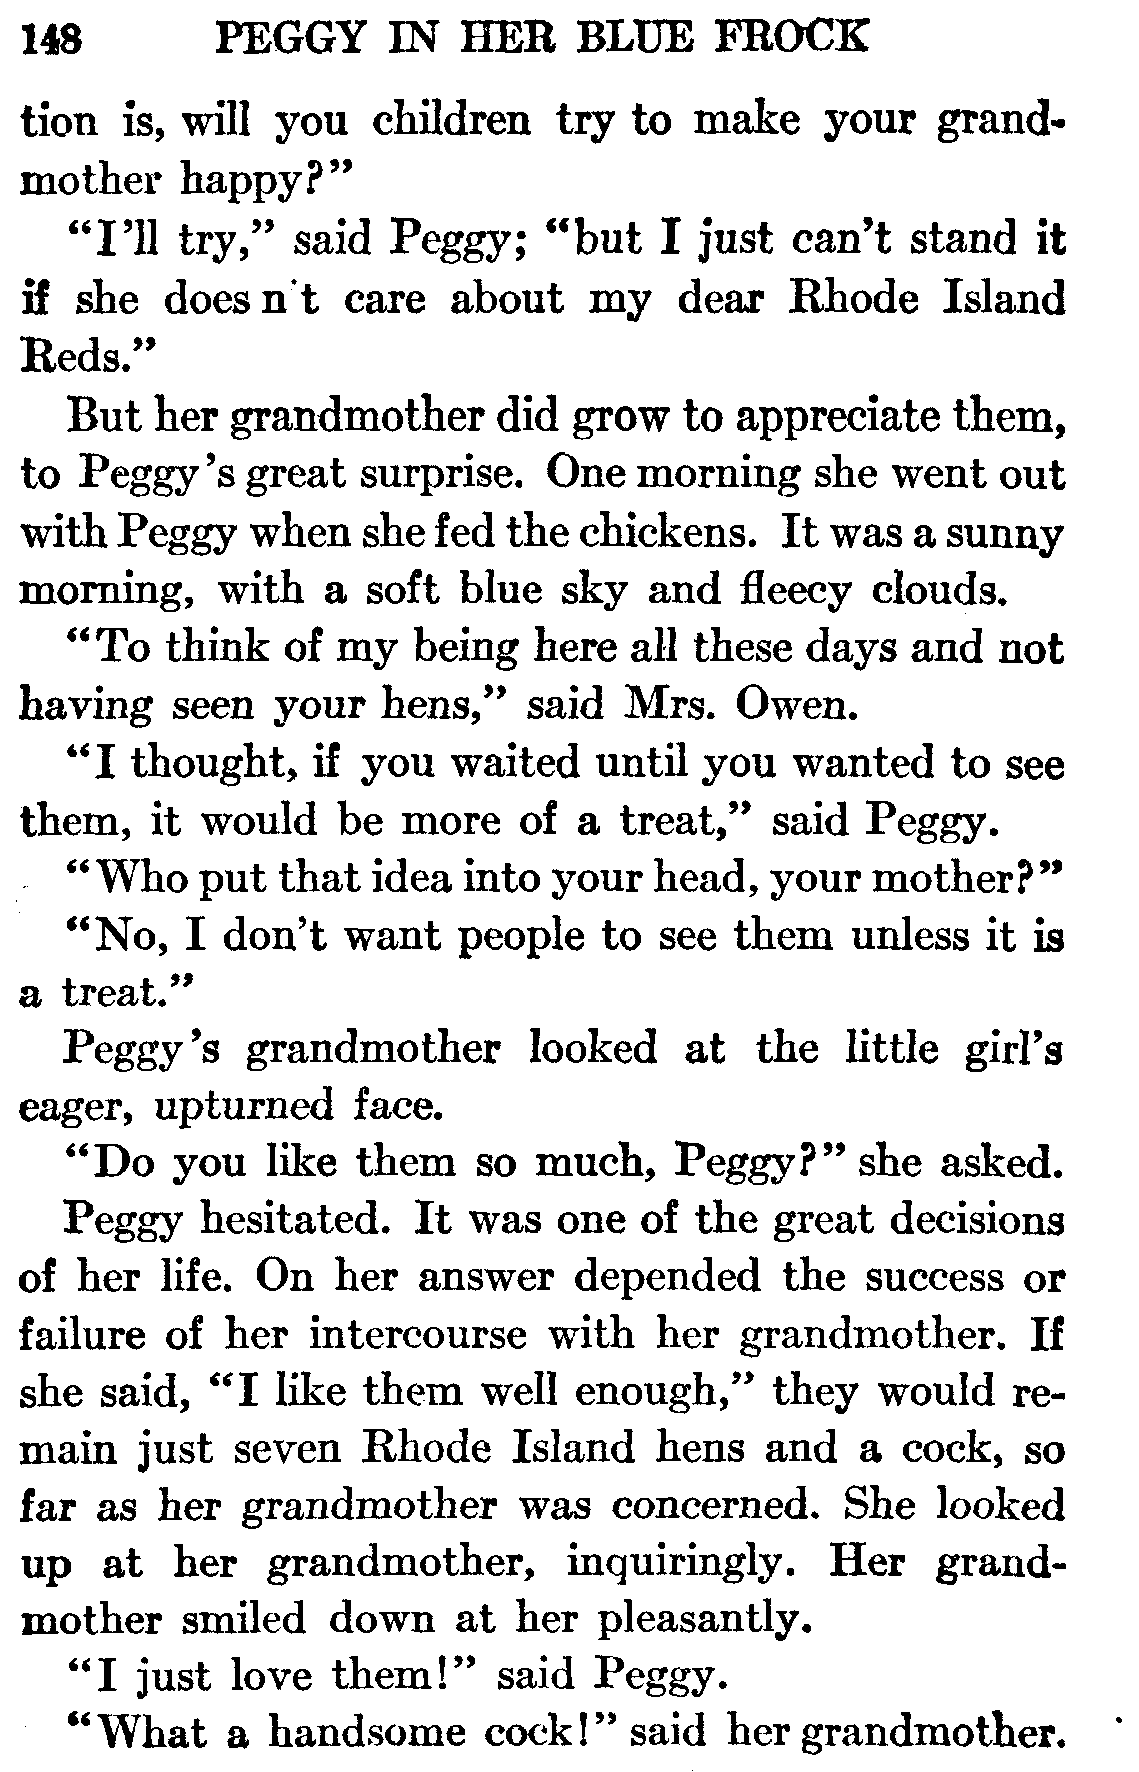 148 PEGGY IN HER BLUE FROCK
tion is, will you children try to make your grand-
mother happy?"
"I'll try," said Peggy; "but I just can't stand it
if she doesn't care about my dear Rhode Island
Reds."
But her grandmother did grow to appreciate them,
to Peggy's great surprise. One morning she went out
with Peggy when she fed the chickens. It was a sunny
morning, with a soft blue sky and fleecy clouds.
"To think of my being here all these days and not
having seen your hens," said Mrs. Owen.
"I thought, if you waited until you wanted to see
them, it would be more of a treat," said Peggy.
"Who put that idea into your head, your mother?"
"No, I don't want people to see them unless it is
a treat."
Peggy's grandmother looked at the little girl's
eager, upturned face.
"Do you like them so much, Peggy?" she asked.
Peggy hesitated. It was one of the great decisions
of her life. On her answer depended the success or
failure of her intercourse with her grandmother. If
she said, "I like them well enough," they would re-
main just seven Rhode Island hens and a cock, so
far as her grandmother was concerned. She looked
up at her grandmother, inquiringly. Her grand-
mother smiled down at her pleasantly.
"I just love them!" said Peggy.
"What a handsome cock!" said her grandmother.